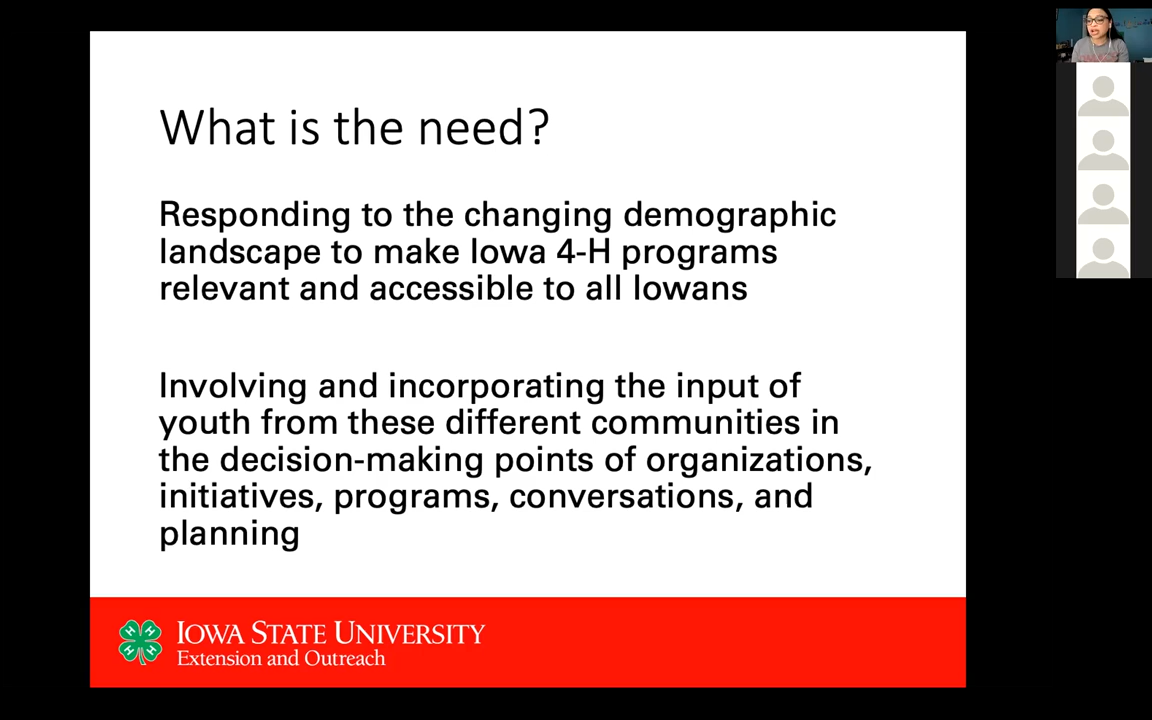 What is the need?
Responding to the changing demographic
landscape to make Iowa 4-H programs
relevant and accessible to all Iowans
Involving and incorporating the input of
youth from these different communities in
the decision-making points of organizations,
initiatives, programs, conversations, and
planning
H H
H H
IOWA STATE UNIVERSITY
Extension and Outreach